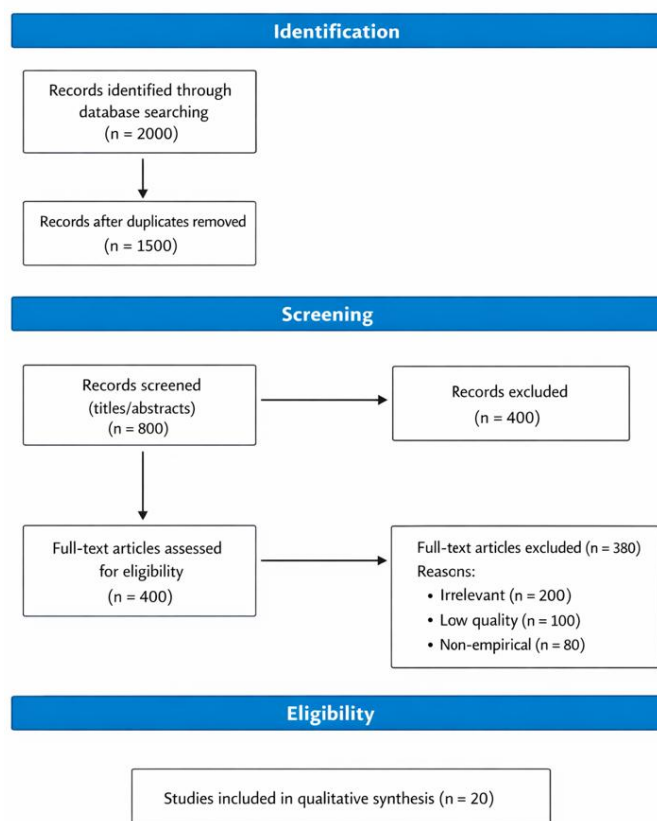 Identification
Records identified through
database searching
(n = 2000)
Records after duplicates removed
(n = 1500)
Screening
Records screened
(titles/abstracts)
(n = 800)
Records excluded
(n = 400)
Full-text articles assessed
for eligibility
(n = 400)
Full-text articles excluded (n = 380)
Reasons:
• Irrelevant (n = 200)
• Low quality (n = 100)
• Non-empirical (n = 80)
Eligibility
Studies included in qualitative synthesis (n = 20)